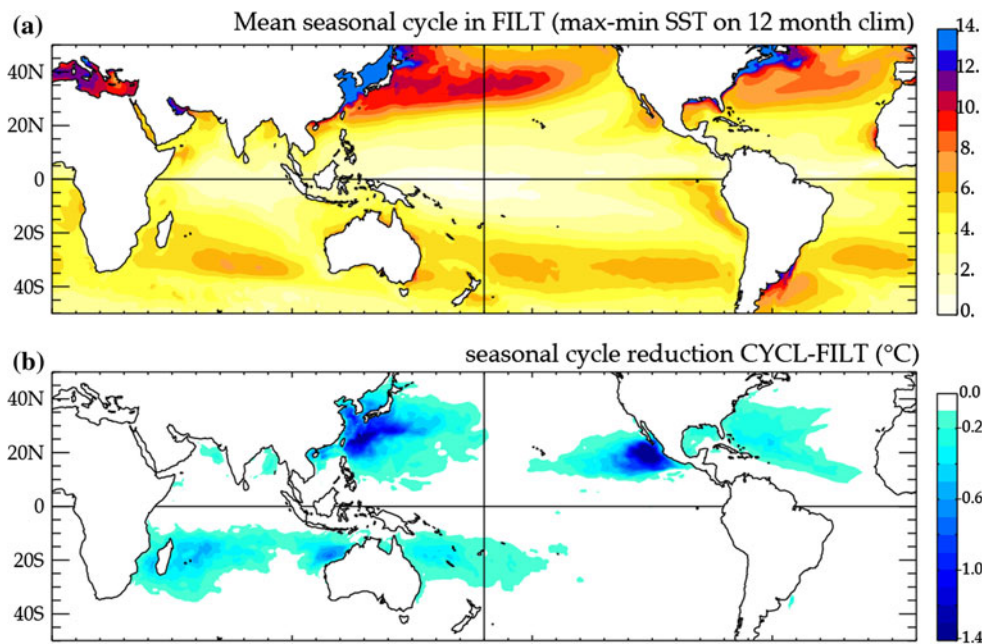 (a) Mean seasonal cycle in FILT (max-min SST on 12 month clim)
40N
20N
0
20S
40S
14.
12.
10.
8.
6.
4.
2.
0.
(b) seasonal cycle reduction CYCL-FILT (°C)
40N
20N
0
20S
40S
0.0
-0.2
-0.6
-1.0
-1.4